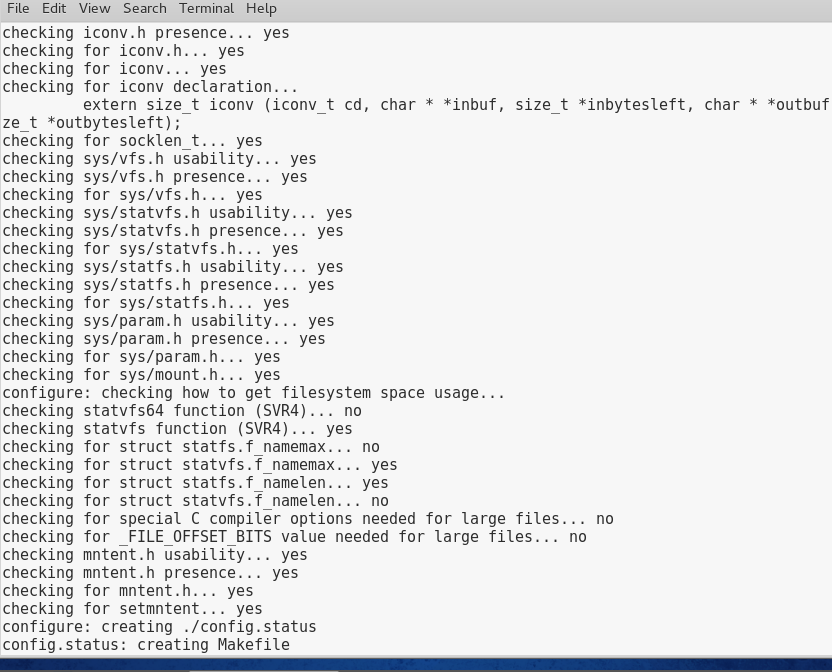 File Edit View Search Terminal Help
checking iconv.h presence... yes
checking for iconv.h... yes
checking for iconv... yes
checking for iconv declaration...
extern size_t iconv (iconv_t cd, char * *inbuf, size_t *inbytesleft, char * *outbuf
ze_t *outbytesleft);
checking for socklen_t... yes
checking sys/vfs.h usability... yes
checking sys/vfs.h presence... yes
checking for sys/vfs.h... yes
checking sys/statvfs.h usability... yes
checking sys/statvfs.h presence... yes
checking for sys/statvfs.h... yes
checking sys/statfs.h usability... yes
checking sys/statfs.h presence... yes
checking for sys/statfs.h... yes
checking sys/param.h usability... yes
checking sys/param.h presence... yes
checking for sys/param.h... yes
checking for sys/mount.h... yes
configure: checking how to get filesystem space usage...
checking statvfs64 function (SVR4)... no
checking statvfs function (SVR4)... yes
checking for struct statfs.f_namemax... no
checking for struct statvfs.f_namemax... yes
checking for struct statfs.f_namelen... yes
checking for struct statvfs.f_namelen... no
checking for special C compiler options needed for large files... no
checking for _FILE_OFFSET_BITS value needed for large files... no
checking mntent.h usability... yes
checking mntent.h presence... yes
checking for mntent.h... yes
checking for setmntent... yes
configure: creating ./config.status
config.status: creating Makefile